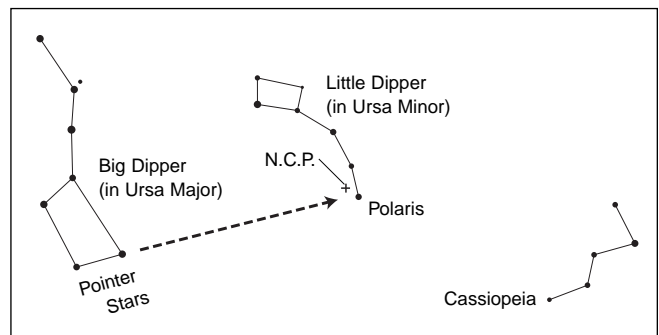 Little Dipper
(in Ursa Minor)
N.C.P.
Big Dipper
(in Ursa Major)
Polaris
Pointer
Stars
Cassiopeia